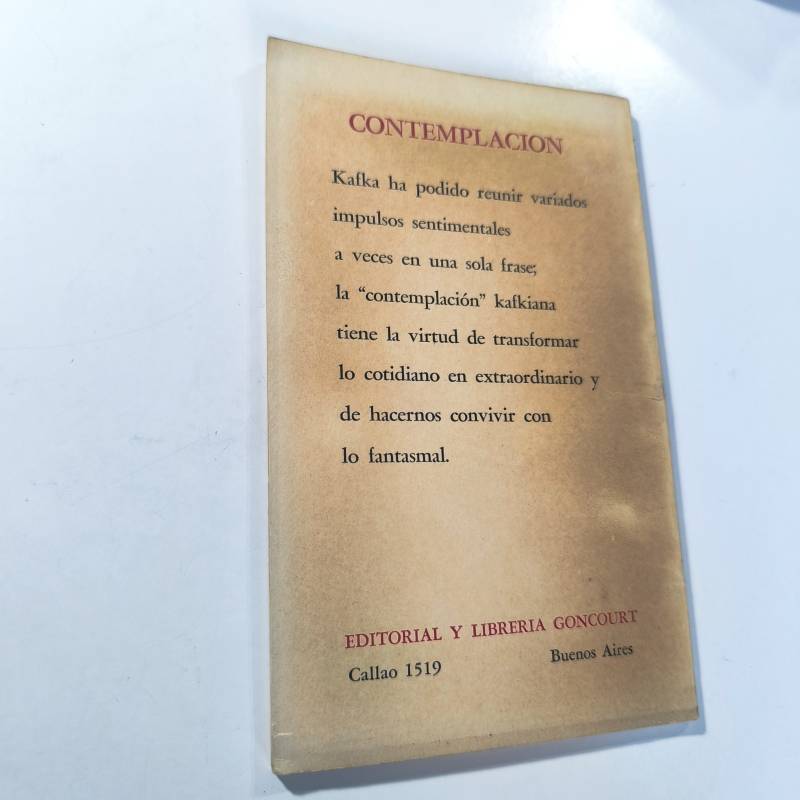 CONTEMPLACION
Kafka ha podido reunir variados
impulsos sentimentales
a veces en una sola frase;
la “contemplación” kafkiana
tiene la virtud de transformar
lo cotidiano en extraordinario y
de hacernos convivir con
lo fantasmal.
EDITORIAL Y LIBRERIA GONCOURT
Callao 1519 Buenos Aires